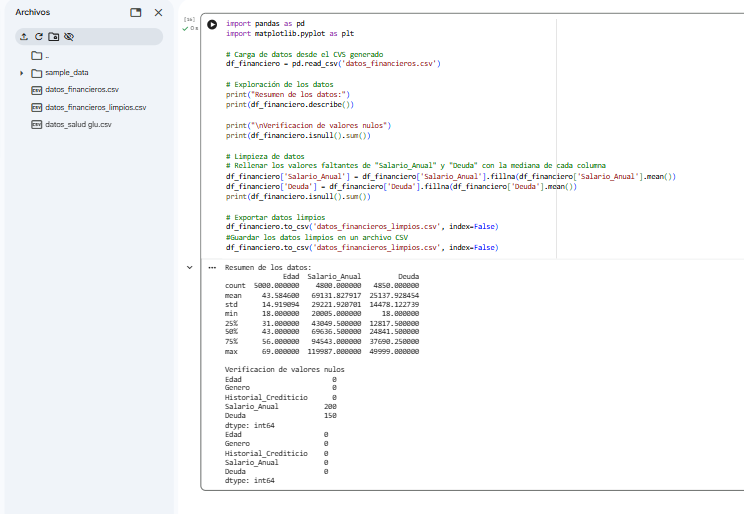 Archivos
..
sample_data
datos_financieros.csv
datos_financieros_limpios.csv
datos_salud glu.csv
0 s
import pandas as pd
import matplotlib.pyplot as plt
# Carga de datos desde el CVS generado
df_financiero = pd.read_csv('datos_financieros.csv')
# Exploración de los datos
print("Resumen de los datos:")
print(df_financiero.describe())
print("\nVerificacion de valores nulos")
print(df_financiero.isnull().sum())
# Limpieza de datos
# Rellenar los valores faltantes de "Salario_Anual" y "Deuda" con la mediana de cada columna
df_financiero['Salario_Anual'] = df_financiero['Salario_Anual'].fillna(df_financiero['Salario_Anual'].mean())
df_financiero['Deuda'] = df_financiero['Deuda'].fillna(df_financiero['Deuda'].mean())
print(df_financiero.isnull().sum())
# Exportar datos limpios
df_financiero.to_csv('datos_financieros_limpios.csv', index=False)
#Guardar los datos limpios en un archivo CSV
df_financiero.to_csv('datos_financieros_limpios.csv', index=False)
Resumen de los datos:
Edad Salario_Anual Deuda
count 5000.000000 4800.000000 4850.000000
mean 43.584600 69131.827917 25137.928454
std 14.919094 29221.920701 14478.122739
min 18.000000 20005.000000 18.000000
25% 31.000000 43049.500000 12817.500000
50% 43.000000 69636.500000 24841.500000
75% 56.000000 94543.000000 37690.250000
max 69.000000 119987.000000 49999.000000
Verificacion de valores nulos
Edad 0
Genero 0
Historial_Crediticio 0
Salario_Anual 200
Deuda 150
dtype: int64
Edad 0
Genero 0
Historial_Crediticio 0
Salario_Anual 0
Deuda 0
dtype: int64